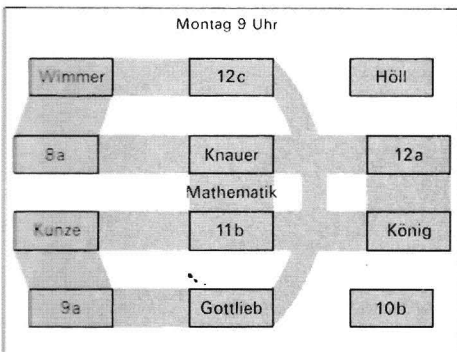 Montag 9 Uhr
Wimmer 12c Höll
8a Knauer 12a
Mathematik
Kunze 11b König
9a Gottlieb 10b